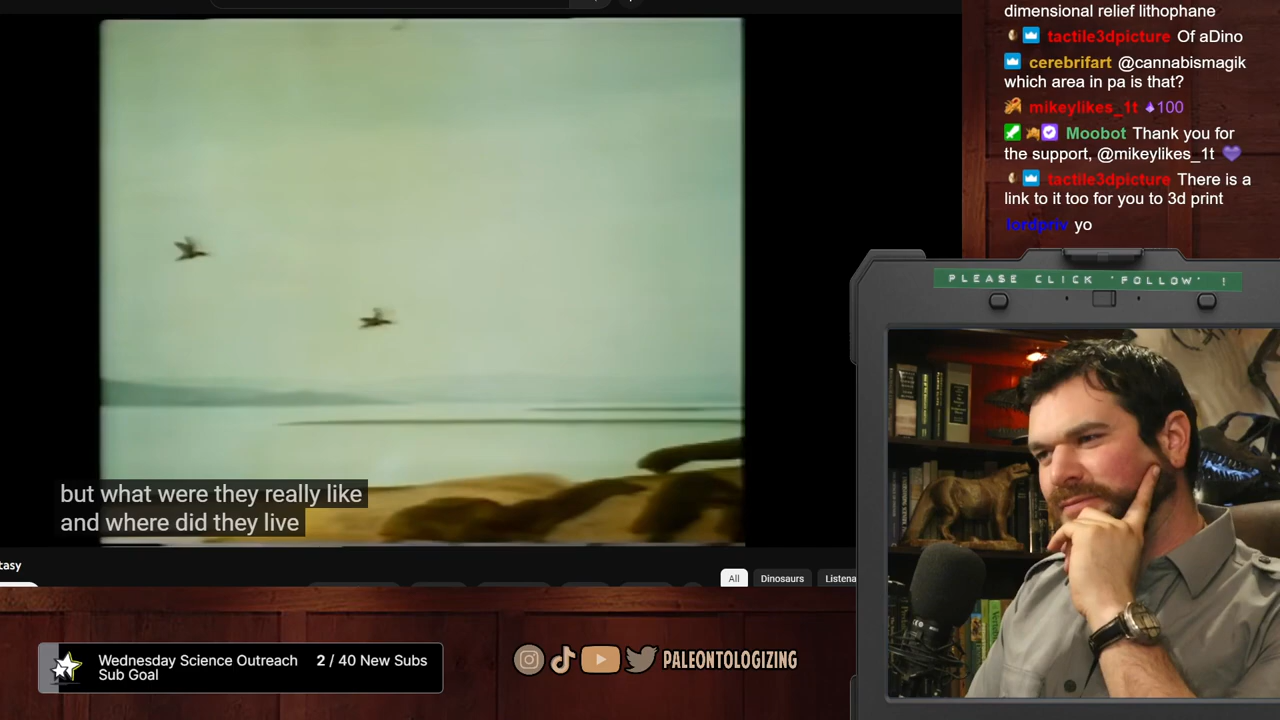 dimensional relief lithophane
tactile3dpicture Of aDino
cerebrifart @cannabismagik
which area in pa is that?
mikeylikes_1t 100
Moobot Thank you for
the support, @mikeylikes_1t
tactile3dpicture There is a
link to it too for you to 3d print
lordpriv yo
PLEASE CLICK 'FOLLOW' !
but what were they really like
and where did they live
tasy
All Dinosaurs Listena
Wednesday Science Outreach 2 / 40 New Subs
Sub Goal
PALEONTOLOGIZING